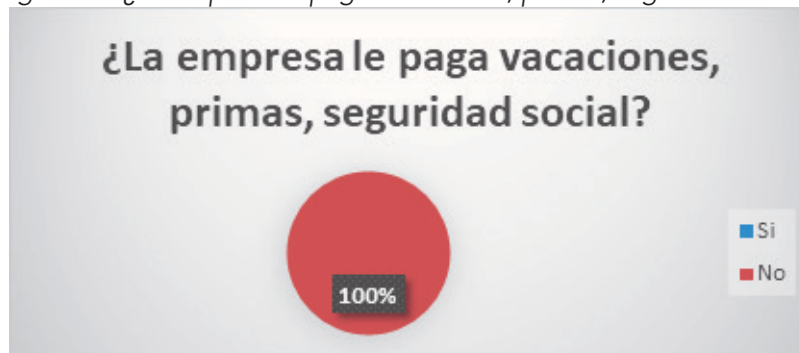 ¿La empresa le paga vacaciones,
primas, seguridad social?
Si
No
100%